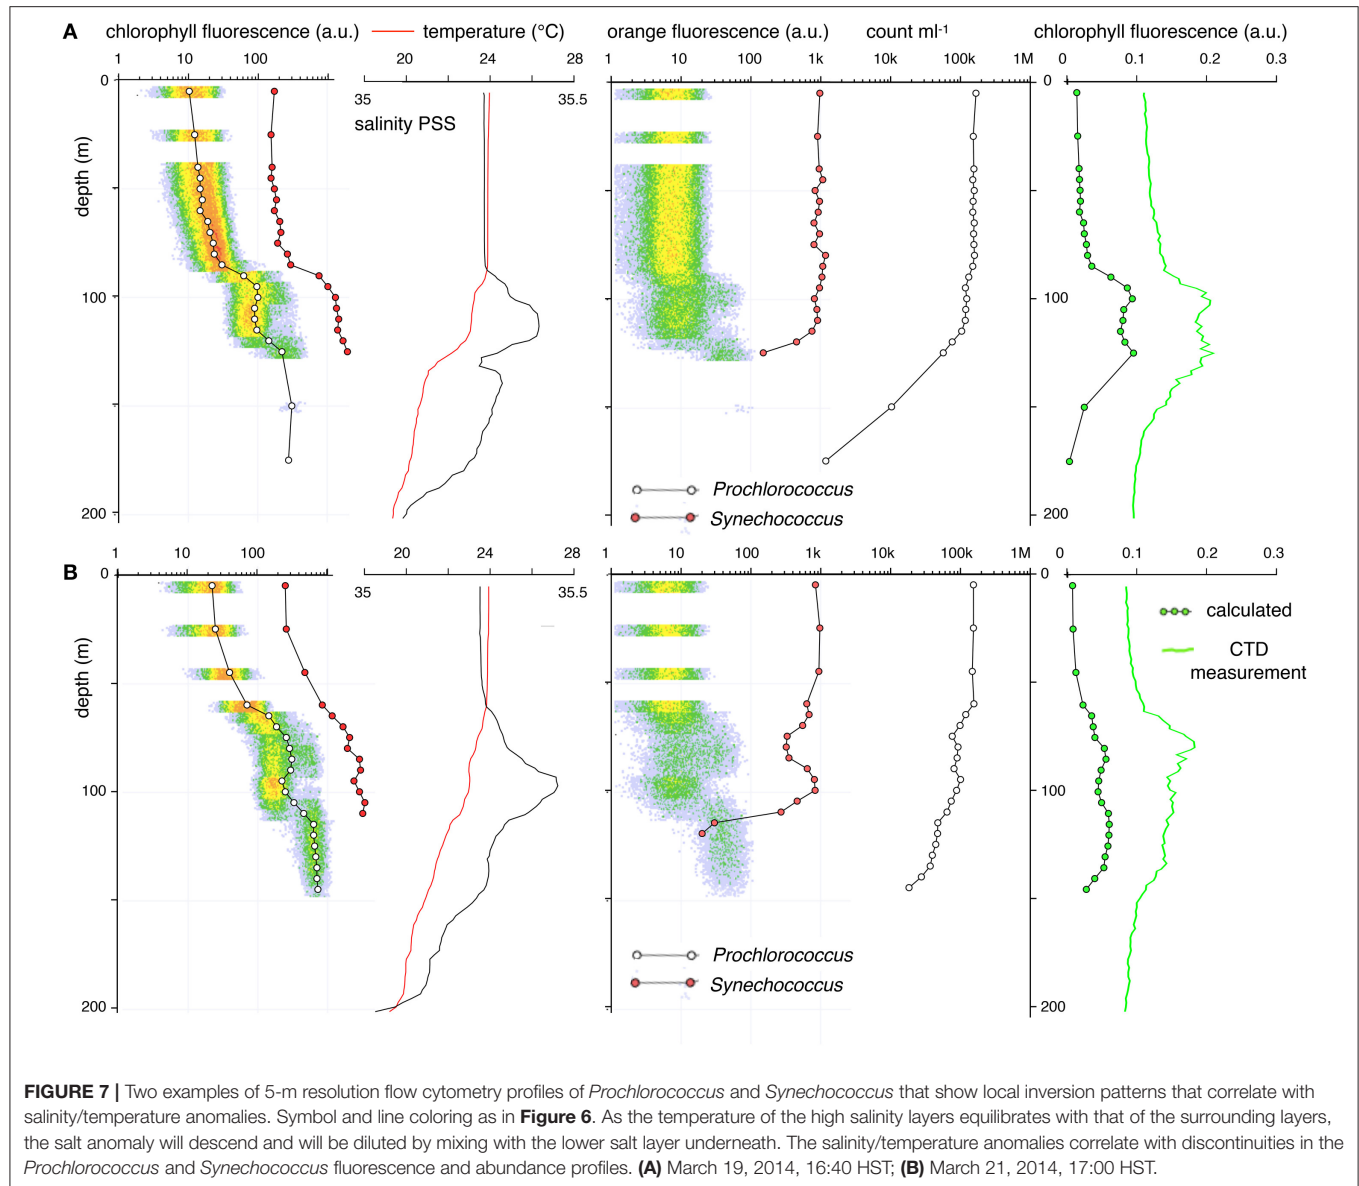 A chlorophyll fluorescence (a.u.) temperature (°C) orange fluorescence (a.u.) count ml-1 chlorophyll fluorescence (a.u.)
1 10 100 20 24 28 1 10 100 1k 10k 100k 1M 0 0.1 0.2 0.3
0 35 35.5 0
salinity PSS
depth (m)
100 100
Prochlorococcus
Synechococcus
200 200
B
1 10 100 20 24 28 1 10 100 1k 10k 100k 1M 0 0.1 0.2 0.3
0 35 35.5 0
calculated
CTD
measurement
depth (m)
100 100
Prochlorococcus
Synechococcus
200 200
FIGURE 7 | Two examples of 5-m resolution flow cytometry profiles of Prochlorococcus and Synechococcus that show local inversion patterns that correlate with
salinity/temperature anomalies. Symbol and line coloring as in Figure 6. As the temperature of the high salinity layers equilibrates with that of the surrounding layers,
the salt anomaly will descend and will be diluted by mixing with the lower salt layer underneath. The salinity/temperature anomalies correlate with discontinuities in the
Prochlorococcus and Synechococcus fluorescence and abundance profiles. (A) March 19, 2014, 16:40 HST; (B) March 21, 2014, 17:00 HST.